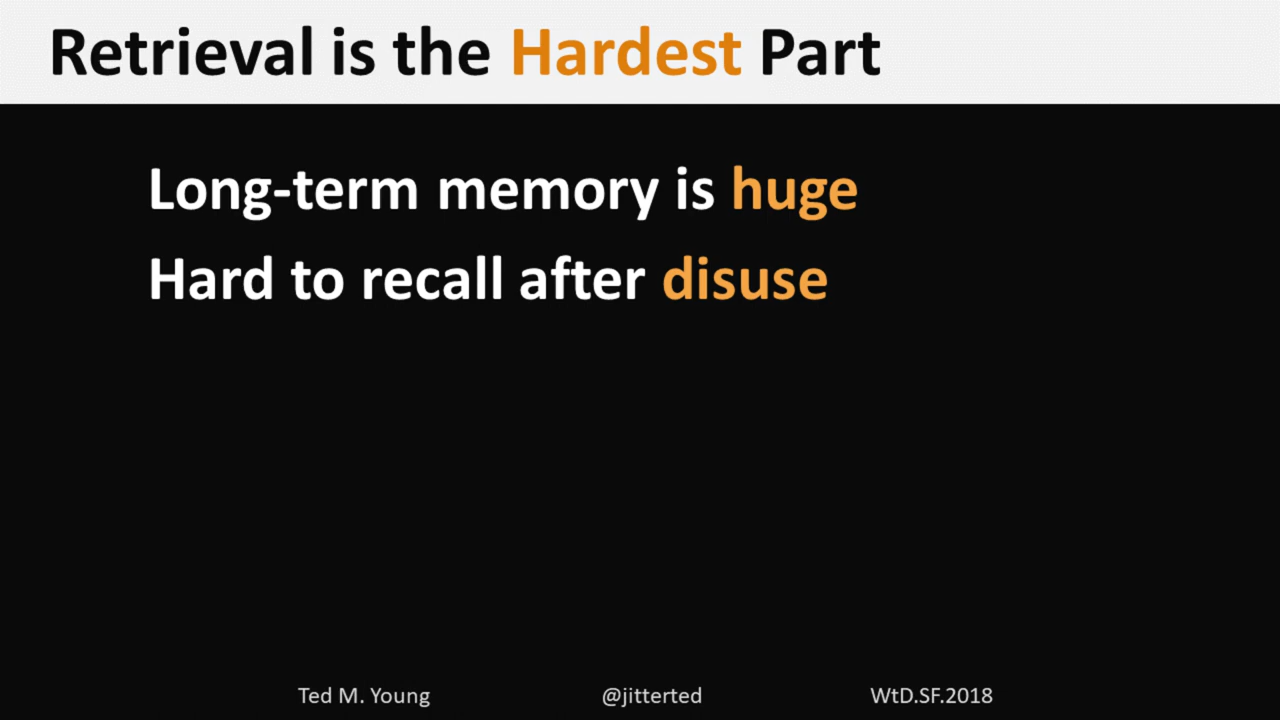 Retrieval is the Hardest Part
Long-term memory is huge
Hard to recall after disuse
Ted M. Young @jitterted WtD.SF.2018